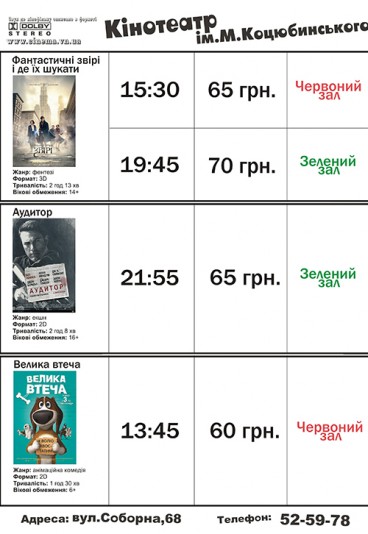 DOLBY
STEREO
www.cinema.vn.ua
Кінотеатр
ім.М.Коцюбинського
Фантастичні звірі
і де їх шукати
ЗВІРІ
Жанр: фентезі
Формат: 3D
Тривалість: 2 год 13 хв
Вікові обмеження: 14+
15:30
65 грн.
Червоний
зал
19:45
70 грн.
Зелений
зал
Аудитор
АУДИТОР
Жанр: екшн
Формат: 2D
Тривалість: 2 год 8 хв
Вікові обмеження: 16+
21:55
65 грн.
Зелений
зал
Велика втеча
ВЕЛИКА
ВТЕЧА
Жанр: анімаційна комедія
Формат: 2D
Тривалість: 1 год 30 хв
Вікові обмеження: 6+
13:45
60 грн.
Червоний
зал
Адреса: вул.Соборна,68
Телефон: 52-59-78